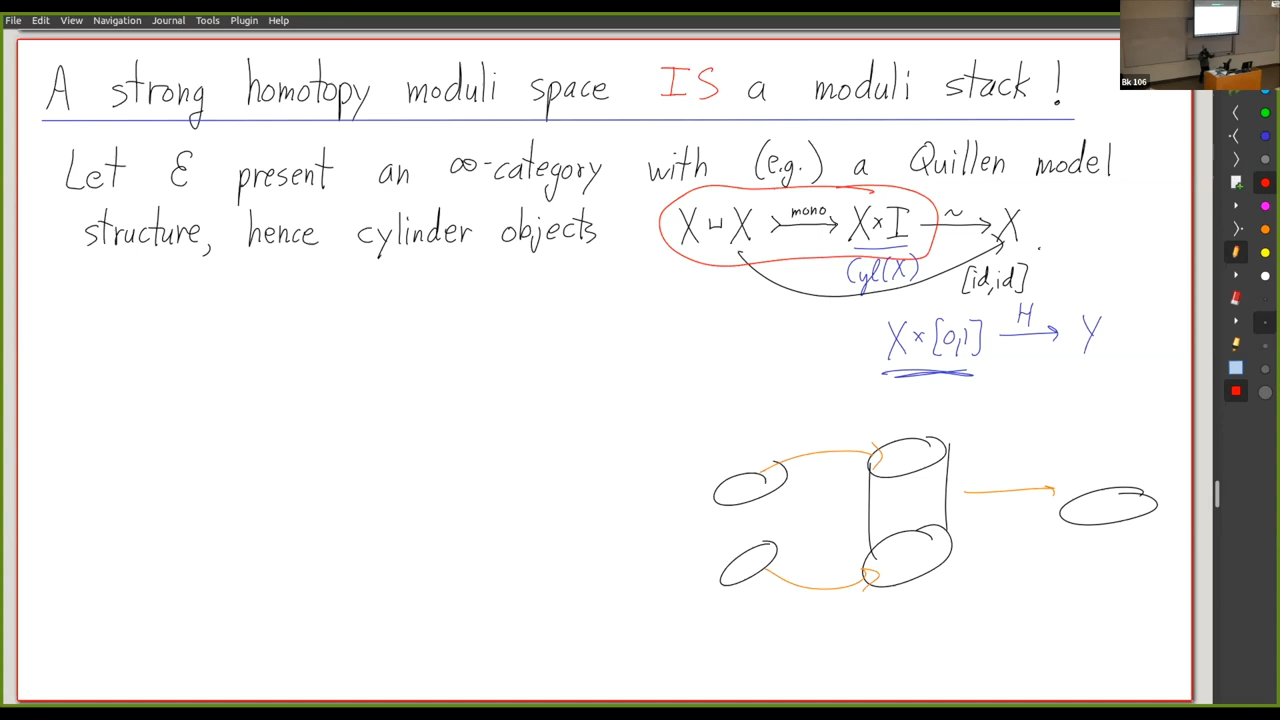 File Edit View Navigation Journal Tools Plugin Help
Bk 106
A strong homotopy moduli space IS a moduli stack!
Let ℰ present an ∞-category with (e.g.) a Quillen model
structure, hence cylinder objects X ⊔ X ↣ X × I → X .
mono ~
Cyl(X) [id,id]
X × [0,1] → Y
H